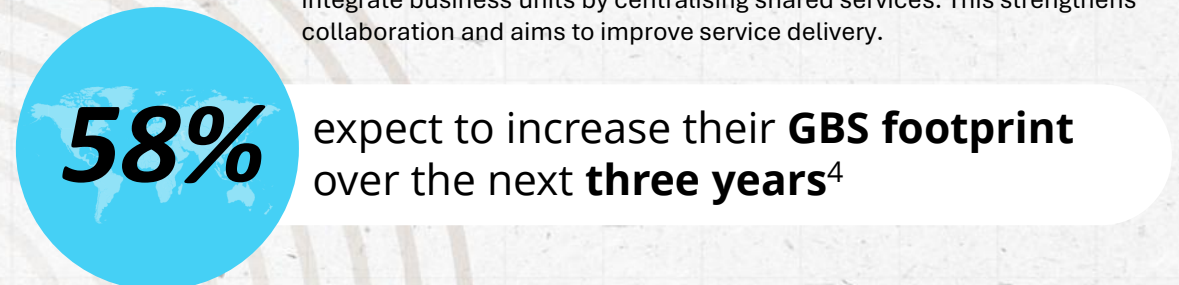 integrate business units by centralising shared services. This strengthens
collaboration and aims to improve service delivery.
58%
expect to increase their GBS footprint
over the next three years4